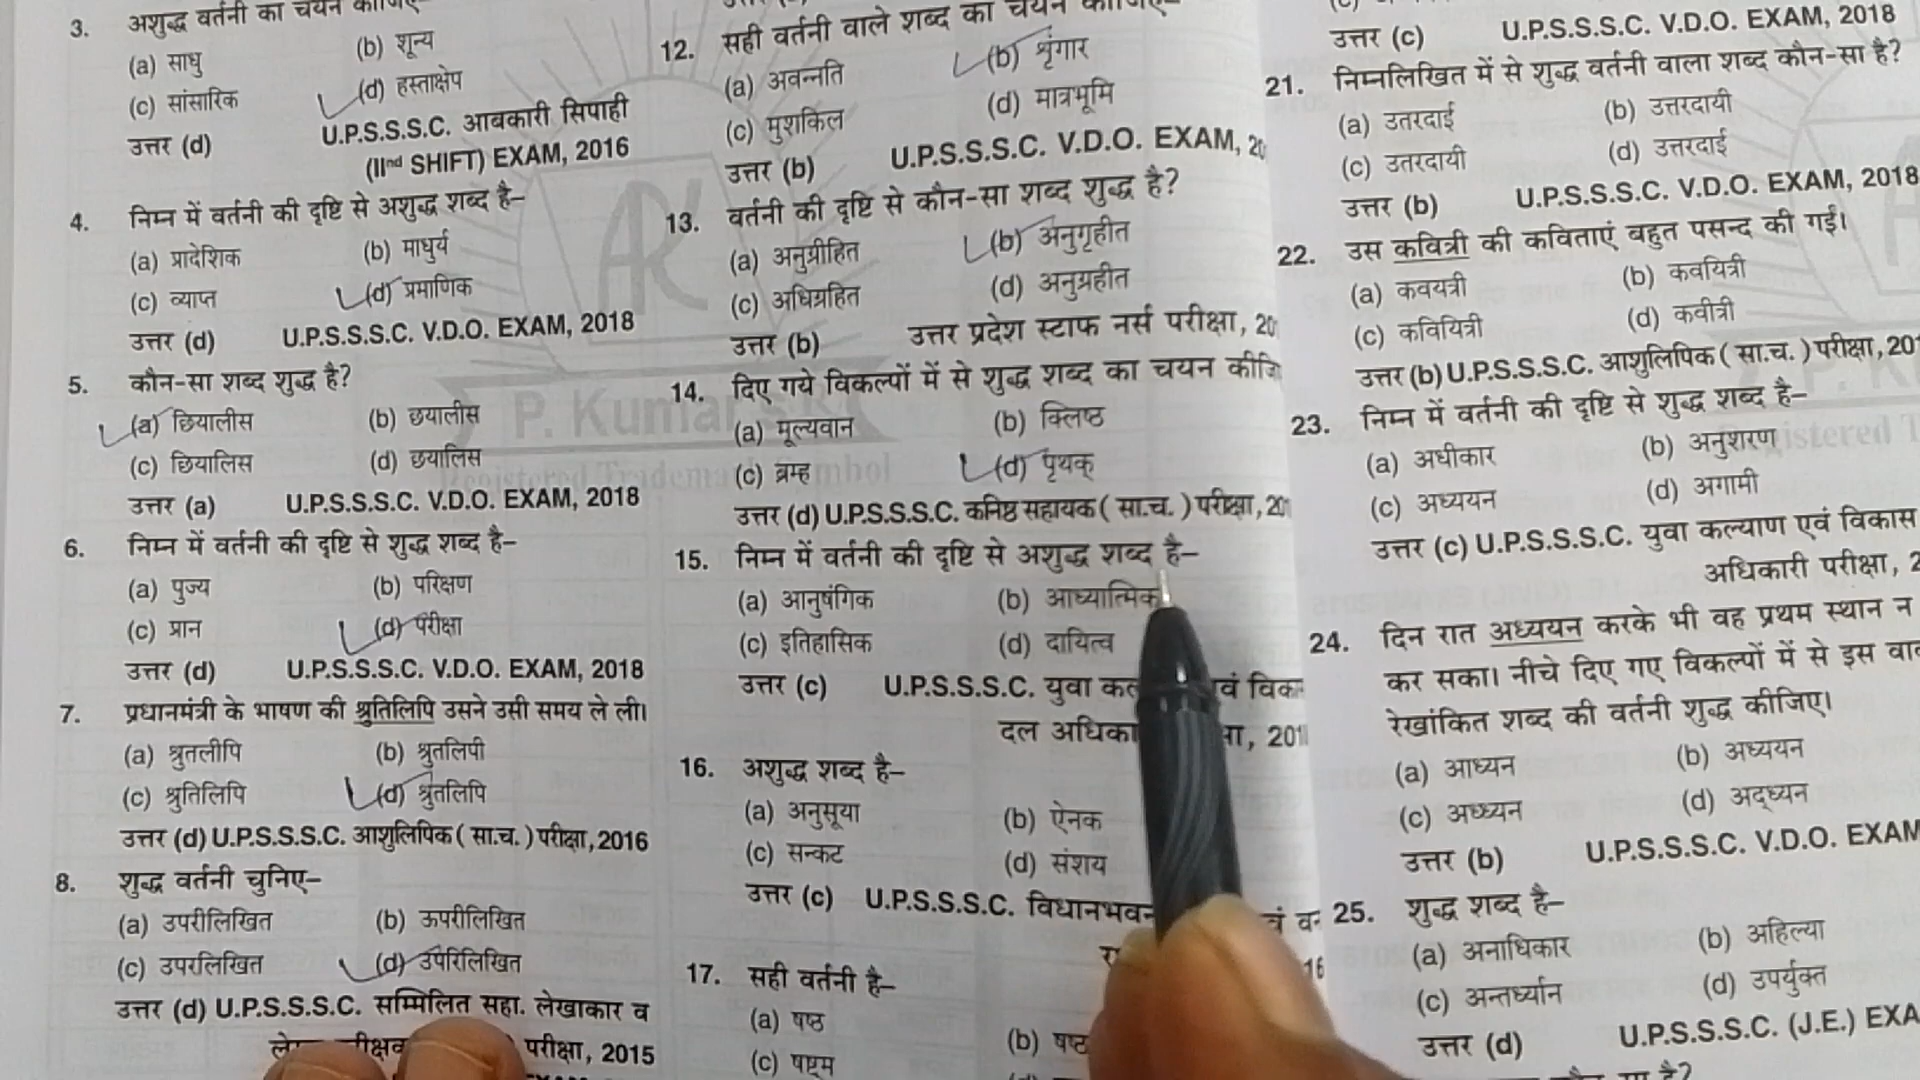 3. अशुद्ध वर्तनी का चयन
(a) साधु (b) शून्य
(c) सांसारिक (d) हस्ताक्षेप
उत्तर (d) U.P.S.S.S.C. आबकारी सिपाही
(IInd SHIFT) EXAM, 2016
4. निम्न में वर्तनी की दृष्टि से अशुद्ध शब्द है–
(a) प्रादेशिक (b) माधुर्य
(c) व्याप्त (d) प्रमाणिक
उत्तर (d) U.P.S.S.S.C. V.D.O. EXAM, 2018
5. कौन-सा शब्द शुद्ध है?
(a) छियालीस (b) छयालीस
(c) छियालिस (d) छयालिस
उत्तर (a) U.P.S.S.S.C. V.D.O. EXAM, 2018
6. निम्न में वर्तनी की दृष्टि से शुद्ध शब्द है–
(a) पुज्य (b) परिक्षण
(c) प्रान (d) परीक्षा
उत्तर (d) U.P.S.S.S.C. V.D.O. EXAM, 2018
7. प्रधानमंत्री के भाषण की श्रुतिलिपि उसने उसी समय ले ली।
(a) श्रुतलीपि (b) श्रुतलिपी
(c) श्रुतिलिपि (d) श्रुतलिपि
उत्तर (d) U.P.S.S.S.C. आशुलिपिक ( सा.च. ) परीक्षा, 2016
8. शुद्ध वर्तनी चुनिए–
(a) उपरीलिखित (b) ऊपरीलिखित
(c) उपरलिखित (d) उपरिलिखित
उत्तर (d) U.P.S.S.S.C. सम्मिलित सहा. लेखाकार व
परीक्षा, 2015
12. सही वर्तनी वाले शब्द का चयन
(a) अवन्नति (b) श्रृंगार
(c) मुशकिल (d) मात्रभूमि
उत्तर (b) U.P.S.S.S.C. V.D.O. EXAM,
13. वर्तनी की दृष्टि से कौन-सा शब्द शुद्ध है?
(a) अनुग्रीहित (b) अनुगृहीत
(c) अधिग्रहित (d) अनुग्रहीत
उत्तर (b) उत्तर प्रदेश स्टाफ नर्स परीक्षा,
14. दिए गये विकल्पों में से शुद्ध शब्द का चयन
(a) मूल्यवान (b) क्लिष्ठ
(c) ब्रम्ह (d) पृथक्
उत्तर (d) U.P.S.S.S.C. कनिष्ठ सहायक ( सा.च. ) परीक्षा,
15. निम्न में वर्तनी की दृष्टि से अशुद्ध शब्द है–
(a) आनुषंगिक (b) आध्यात्मिक
(c) इतिहासिक (d) दायित्व
उत्तर (c) U.P.S.S.S.C. युवा
दल
16. अशुद्ध शब्द है–
(a) अनुसूया (b) ऐनक
(c) सन्कट (d) संशय
उत्तर (c) U.P.S.S.S.C. विधानभवन
17. सही वर्तनी है–
(a) षष्ठ (b)
(c) षष्ट्म
उत्तर (c) U.P.S.S.S.C. V.D.O. EXAM, 2018
21. निम्नलिखित में से शुद्ध वर्तनी वाला शब्द कौन-सा है?
(a) उतरदाई (b) उत्तरदायी
(c) उतरदायी (d) उत्तरदाई
उत्तर (b) U.P.S.S.S.C. V.D.O. EXAM, 2018
22. उस कवित्री की कविताएं बहुत पसन्द की गईं।
(a) कवयत्री (b) कवयित्री
(c) कवियित्री (d) कवीत्री
उत्तर (b) U.P.S.S.S.C. आशुलिपिक ( सा.च. ) परीक्षा,
23. निम्न में वर्तनी की दृष्टि से शुद्ध शब्द है–
(a) अधीकार (b) अनुशरण
(c) अध्ययन (d) अगामी
उत्तर (c) U.P.S.S.S.C. युवा कल्याण एवं विकास
अधिकारी परीक्षा,
24. दिन रात अध्ययन करके भी वह प्रथम स्थान न
कर सका। नीचे दिए गए विकल्पों में से इस
रेखांकित शब्द की वर्तनी शुद्ध कीजिए।
(a) आध्यन (b) अध्ययन
(c) अध्ध्यन (d) अद्ध्यन
उत्तर (b) U.P.S.S.S.C. V.D.O. EXAM
25. शुद्ध शब्द है–
(a) अनाधिकार (b) अहिल्या
(c) अन्तर्ध्यान (d) उपर्युक्त
उत्तर (d) U.P.S.S.S.C. (J.E.)